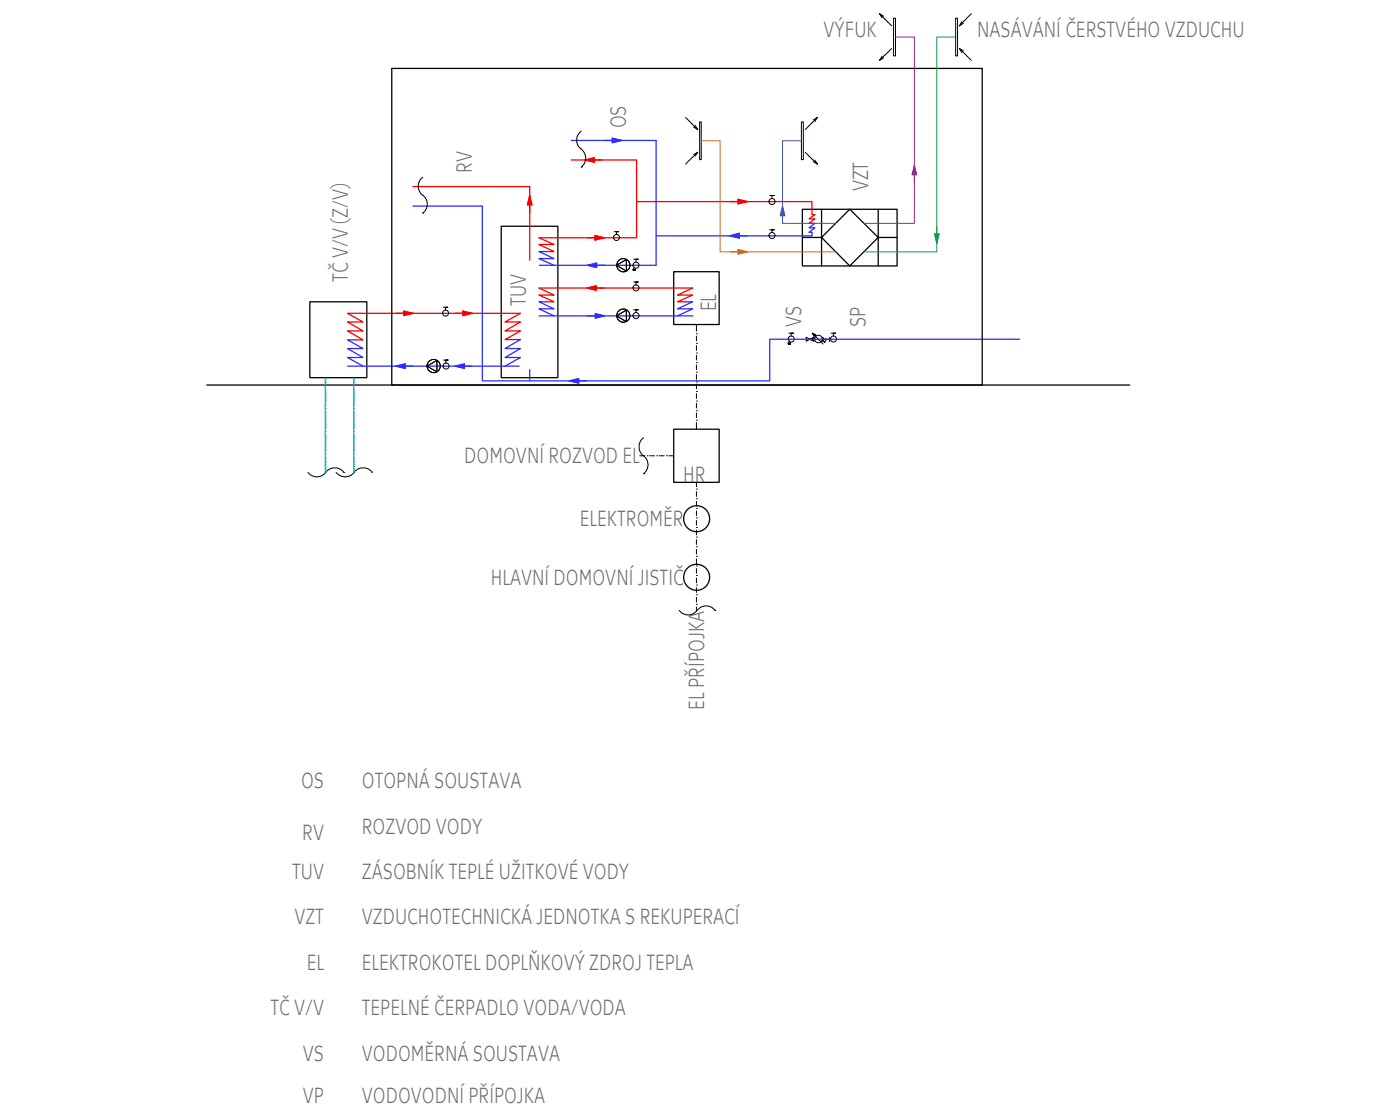 VÝFUK
NASÁVÁNÍ ČERSTVÉHO VZDUCHU
OS
RV
VZT
TČ V/V (Z/V)
TUV
EL
VS
SP
DOMOVNÍ ROZVOD EL
HR
ELEKTROMĚR
HLAVNÍ DOMOVNÍ JISTIČ
EL PŘÍPOJKA
OS OTOPNÁ SOUSTAVA
RV ROZVOD VODY
TUV ZÁSOBNÍK TEPLÉ UŽITKOVÉ VODY
VZT VZDUCHOTECHNICKÁ JEDNOTKA S REKUPERACÍ
EL ELEKTROKOTEL DOPLŇKOVÝ ZDROJ TEPLA
TČ V/V TEPELNÉ ČERPADLO VODA/VODA
VS VODOMĚRNÁ SOUSTAVA
VP VODOVODNÍ PŘÍPOJKA